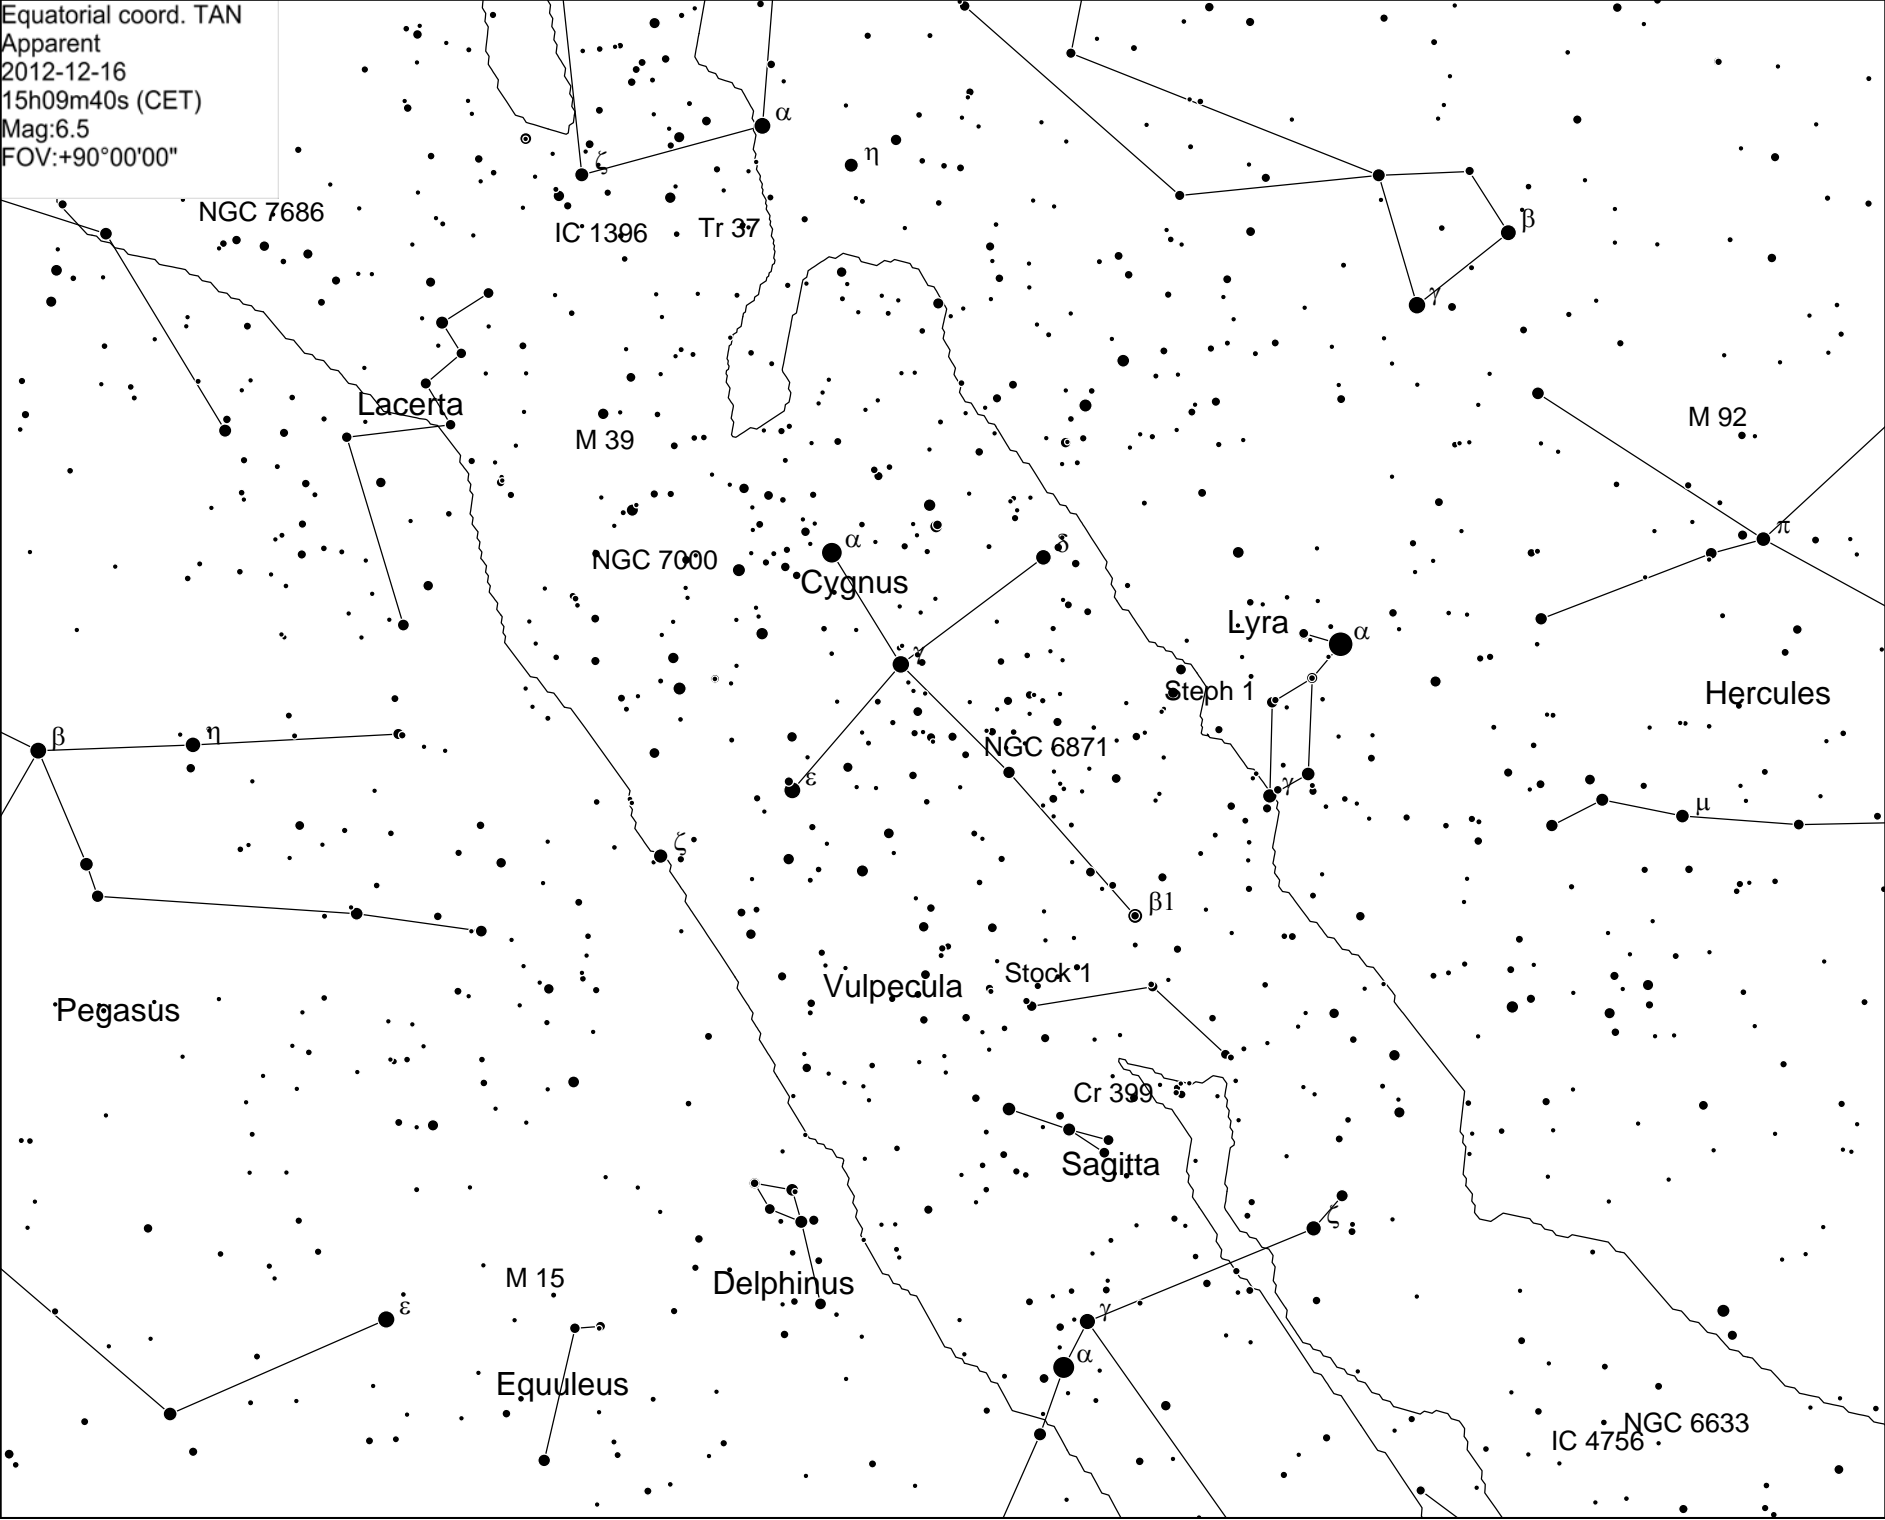 Equatorial coord. TAN
Apparent
2012-12-16
15h09m40s (CET)
Mag:6.5
FOV:+90°00'00"
α
ζ
η
NGC 7686
IC 1396
Tr 37
β
γ
Lacerta
M 39
M 92
α
δ
π
NGC 7000
Cygnus
Lyra
α
γ
Steph 1
Hercules
β
η
NGC 6871
ε
γ
μ
ζ
β1
Pegasus
Vulpecula
Stock 1
Cr 399
Sagitta
ζ
M 15
Delphinus
ε
γ
α
Equuleus
NGC 6633
IC 4756